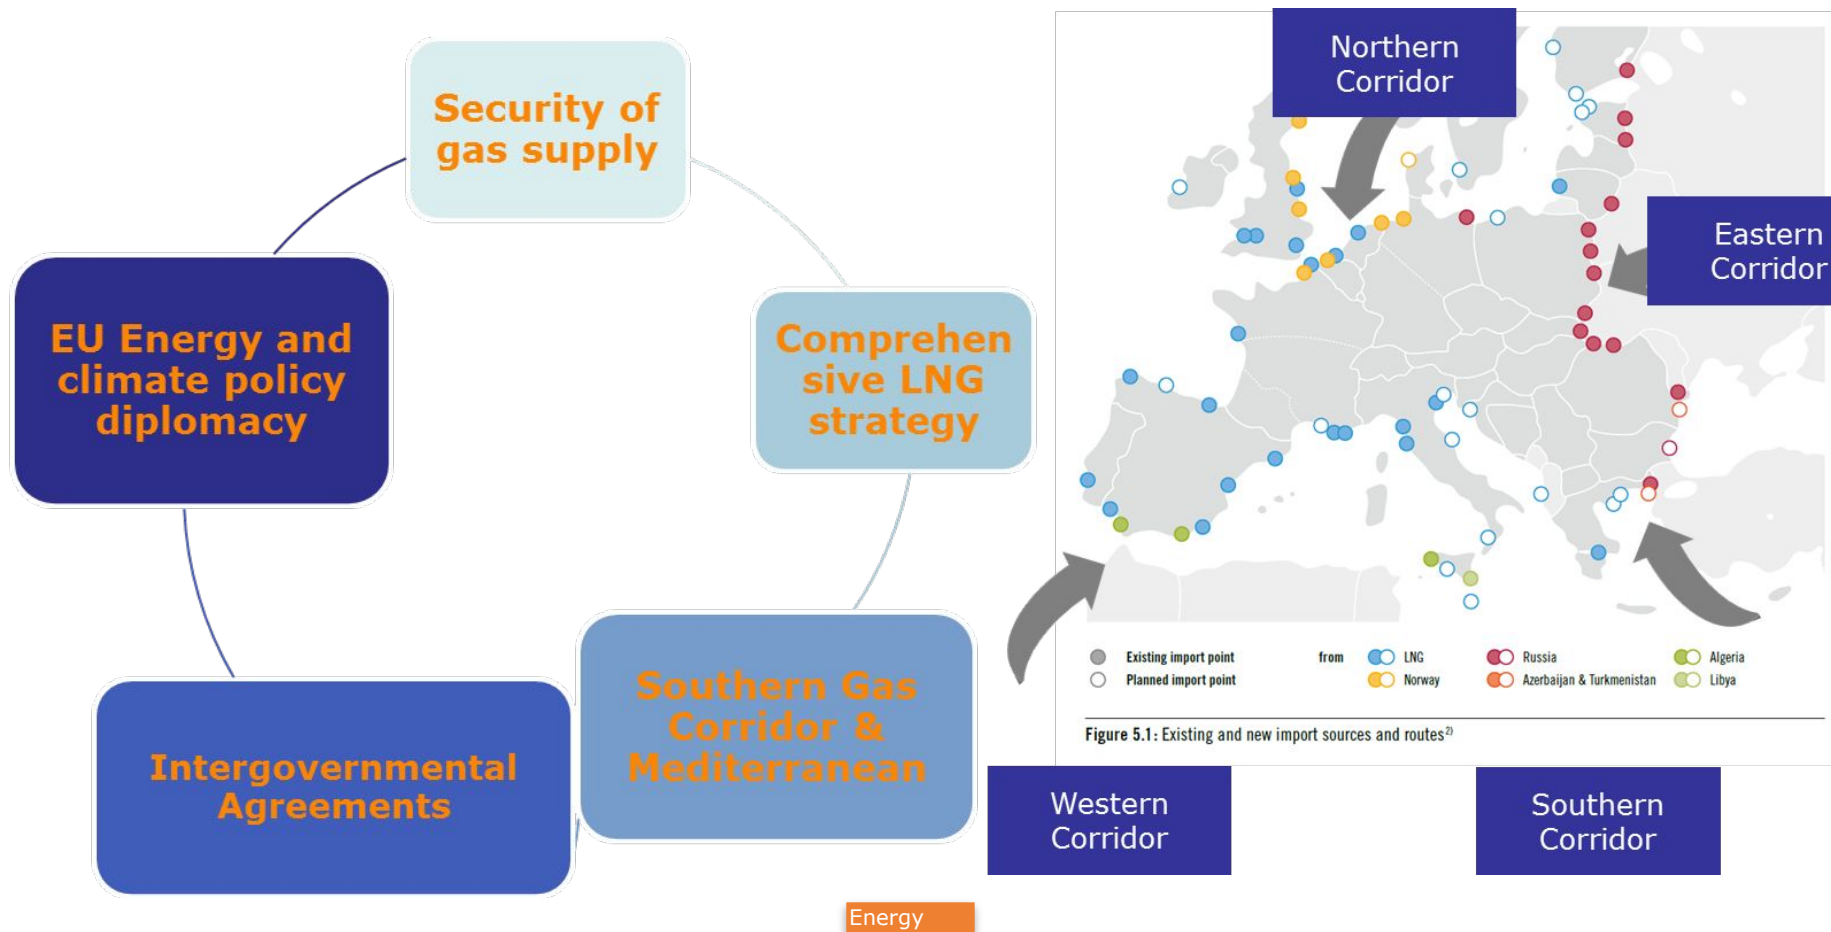 Security of
gas supply
EU Energy and
climate policy
diplomacy
Comprehen
sive LNG
strategy
Intergovernmental
Agreements
Southern Gas
Corridor &
Mediterranean
Northern
Corridor
Eastern
Corridor
Existing import point
Planned import point
from
LNG
Norway
Russia
Azerbaijan & Turkmenistan
Algeria
Libya
Figure 5.1: Existing and new import sources and routes²⁾
Western
Corridor
Southern
Corridor
Energy